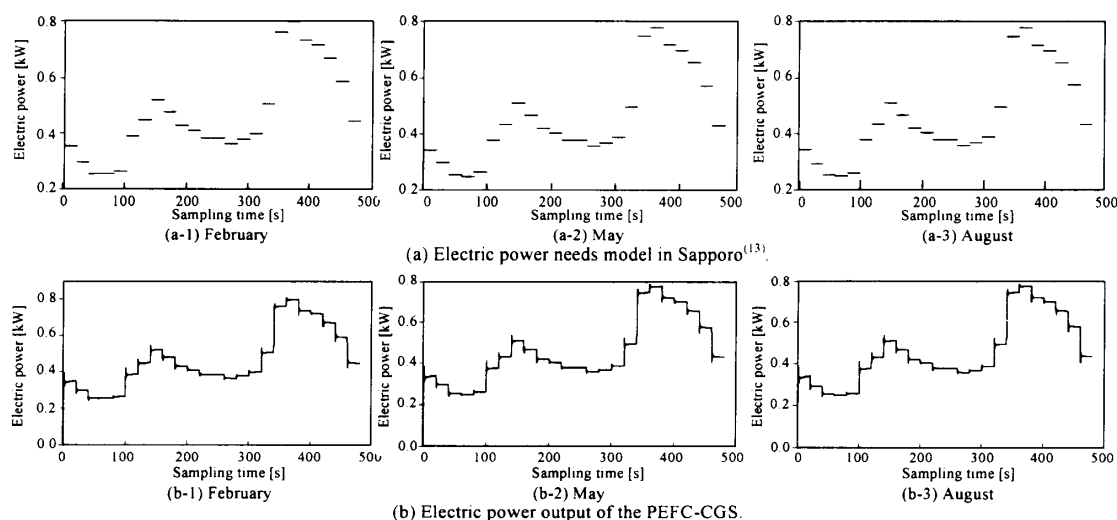 Electric power [kW]
0.8
0.6
0.4
0.2
0 100 200 300 400 500
Sampling time [s]
(a-1) February
Electric power [kW]
0.8
0.6
0.4
0.2
0 100 200 300 400 500
Sampling time [s]
(a-2) May
Electric power [kW]
0.8
0.6
0.4
0.2
0 100 200 300 400 500
Sampling time [s]
(a-3) August
(a) Electric power needs model in Sapporo(13).
Electric power [kW]
0.8
0.6
0.4
0.2
0.0
0 100 200 300 400 500
Sampling time [s]
(b-1) February
Electric power [kW]
0.8
0.6
0.4
0.2
0.0
0 100 200 300 400 500
Sampling time [s]
(b-2) May
Electric power [kW]
0.8
0.6
0.4
0.2
0.0
0 100 200 300 400 500
Sampling time [s]
(b-3) August
(b) Electric power output of the PEFC-CGS.